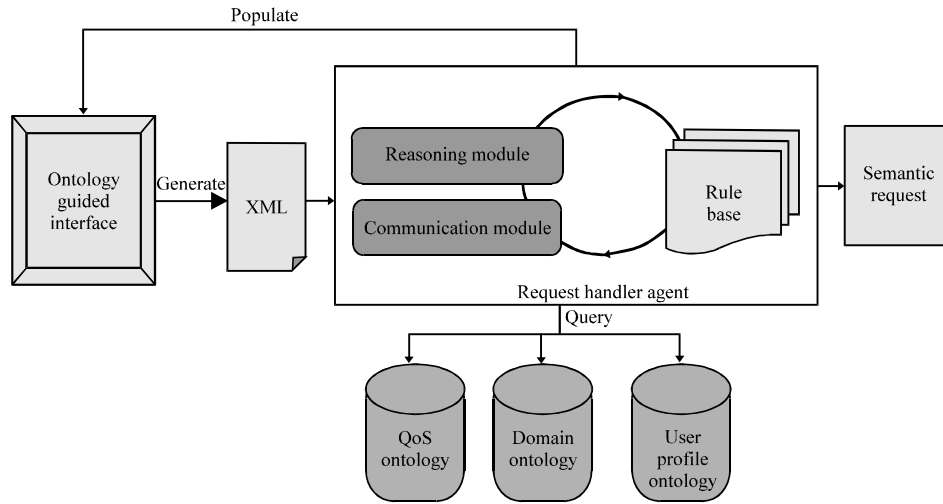 Populate
Ontology
guided
interface
Generate
XML
Reasoning module
Communication module
Rule
base
Request handler agent
Semantic
request
Query
QoS
ontology
Domain
ontology
User
profile
ontology